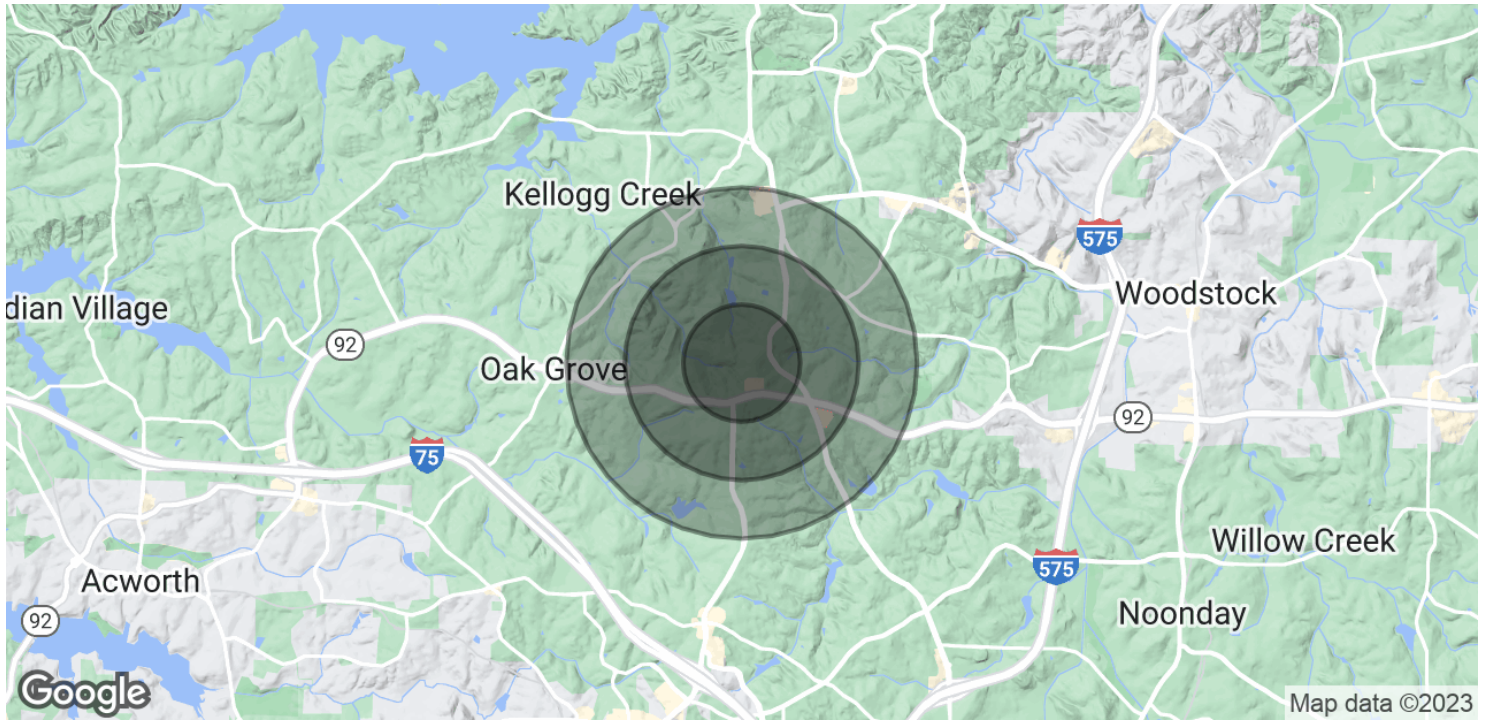 Kellogg Creek
575
Woodstock
dian Village
92
Oak Grove
92
75
575
Willow Creek
Acworth
Noonday
92
Google
Map data ©2023